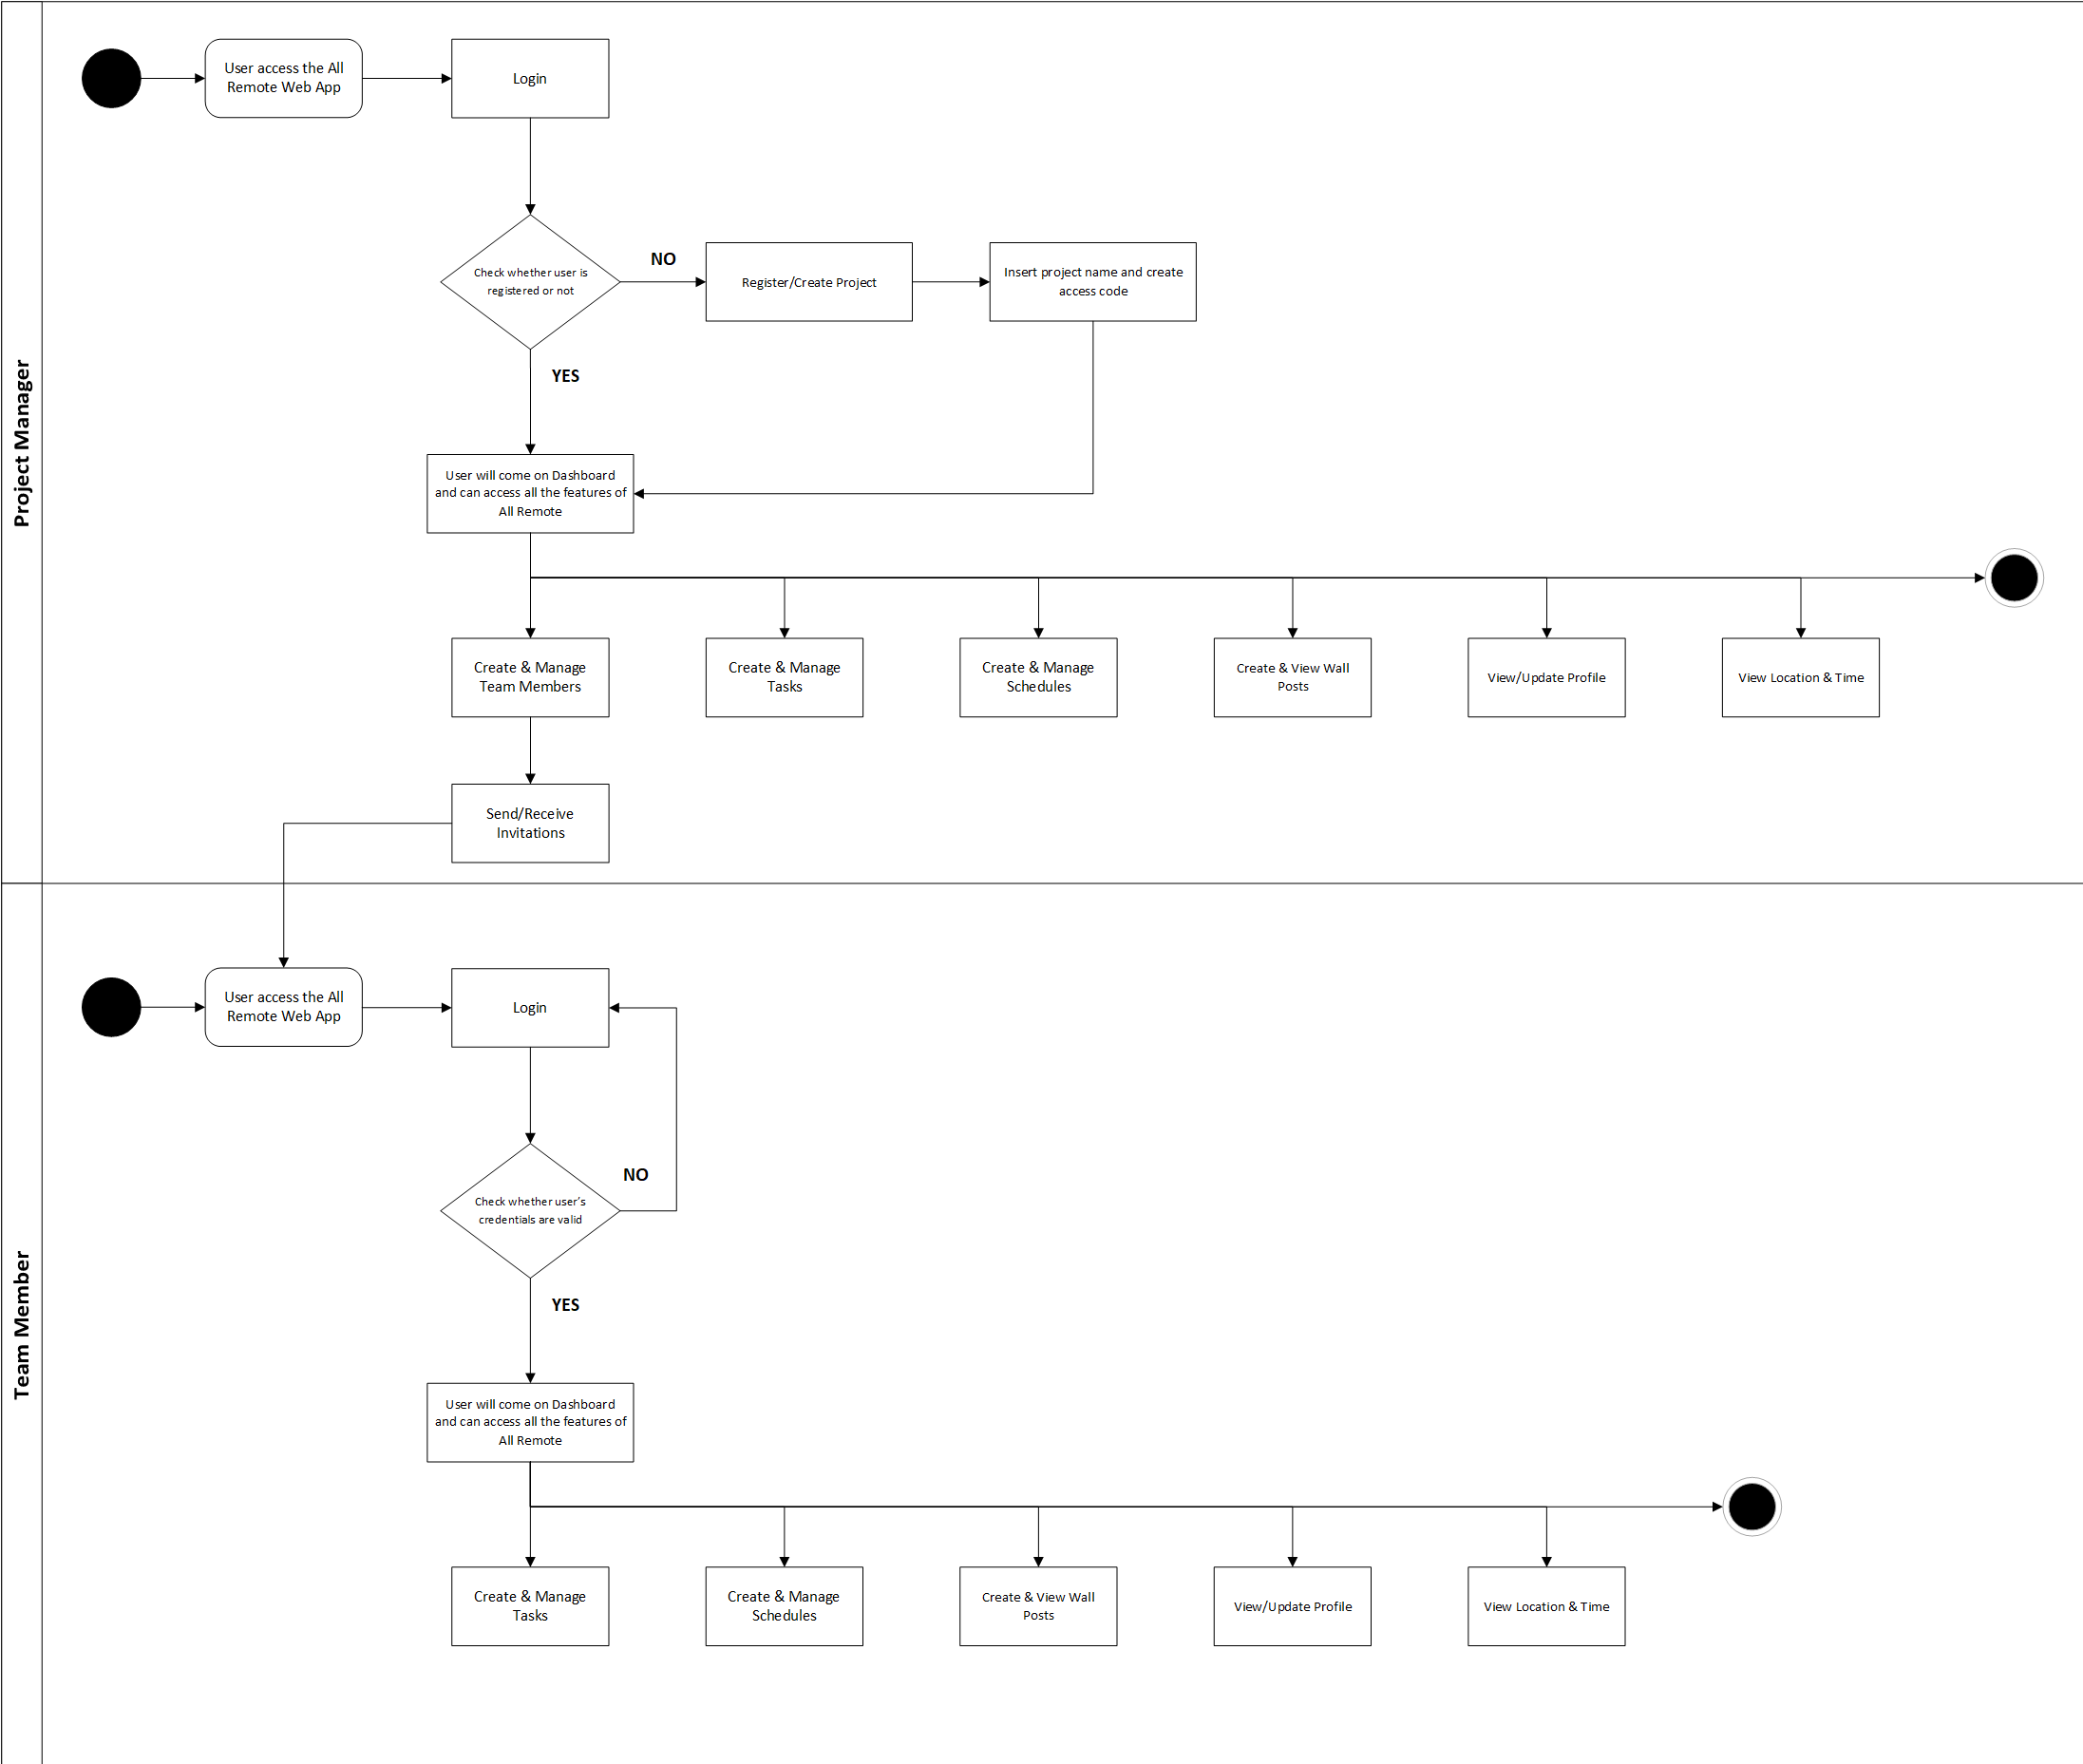 Project Manager
User access the All
Remote Web App
Login
Check whether user is
registered or not
NO
Register/Create Project
Insert project name and create
access code
YES
User will come on Dashboard
and can access all the features of
All Remote
Create & Manage
Team Members
Create & Manage
Tasks
Create & Manage
Schedules
Create & View Wall
Posts
View/Update Profile
View Location & Time
Send/Receive
Invitations
Team Member
User access the All
Remote Web App
Login
NO
Check whether user’s
credentials are valid
YES
User will come on Dashboard
and can access all the features of
All Remote
Create & Manage
Tasks
Create & Manage
Schedules
Create & View Wall
Posts
View/Update Profile
View Location & Time